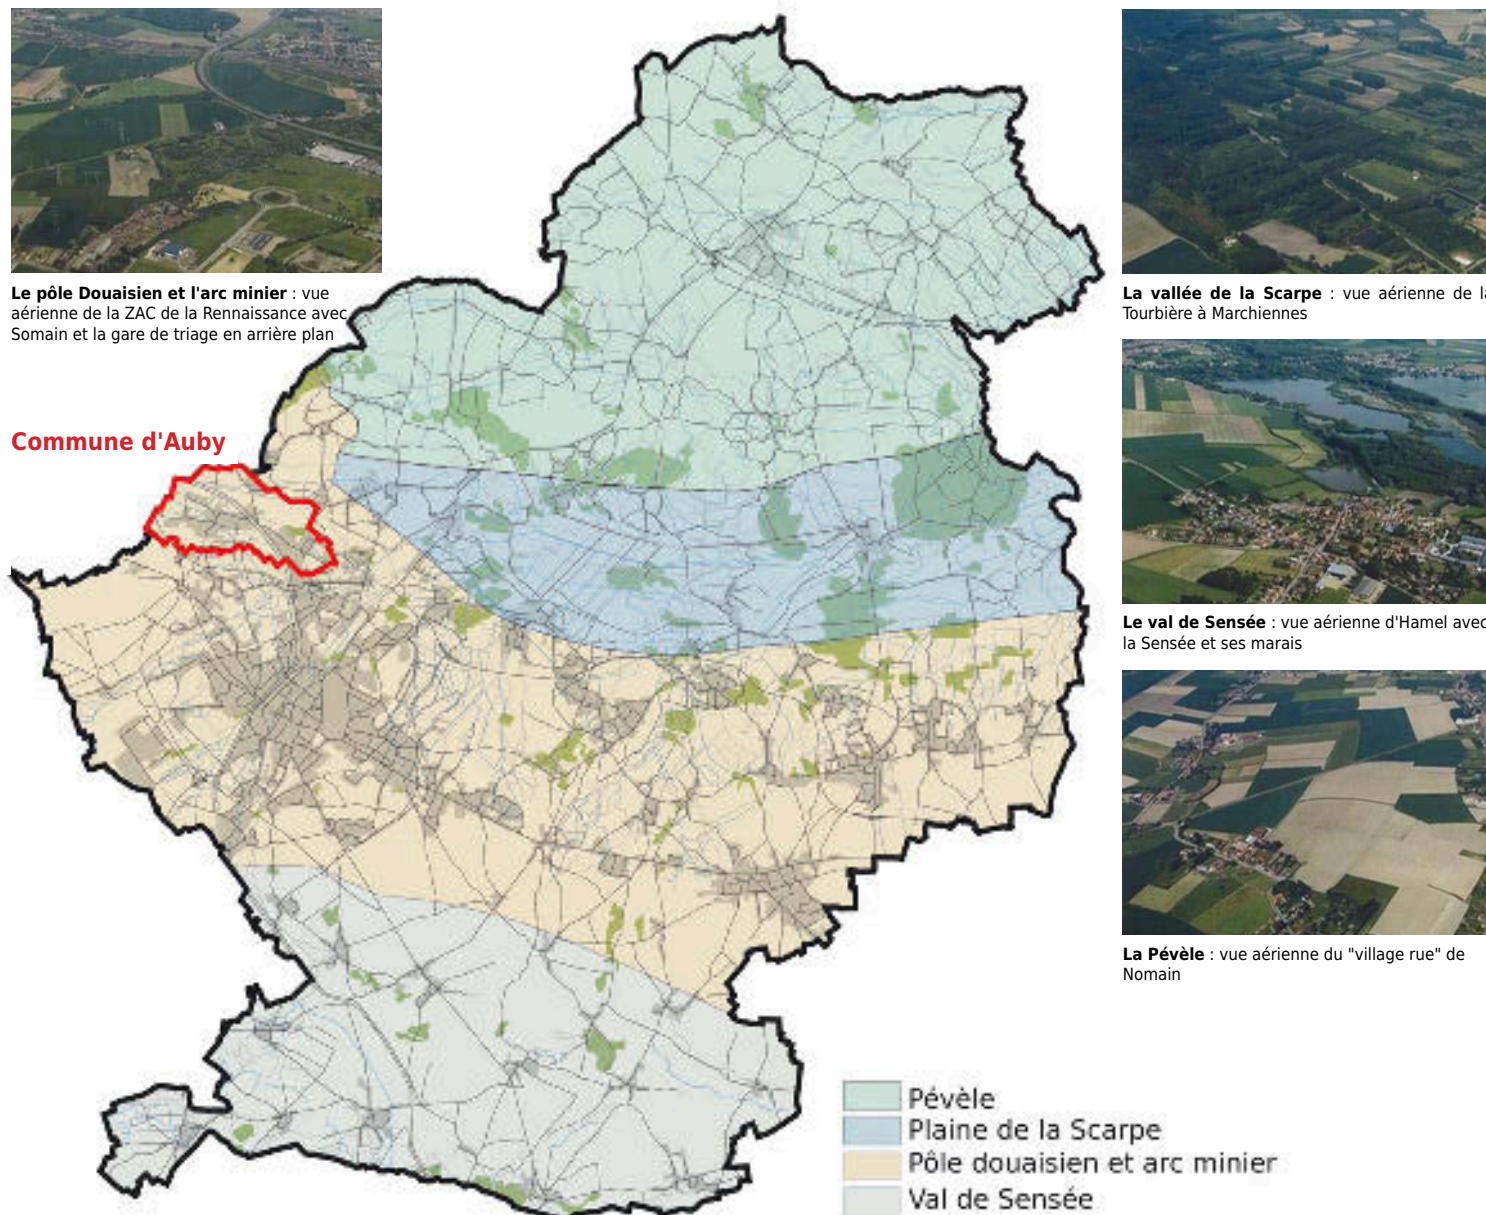 Le pôle Douaisien et l'arc minier : vue
aérienne de la ZAC de la Rennaissance avec
Somain et la gare de triage en arrière plan
Commune d'Auby
La vallée de la Scarpe : vue aérienne de la
Tourbière à Marchiennes
Le val de Sensée : vue aérienne d'Hamel avec
la Sensée et ses marais
La Pévèle : vue aérienne du "village rue" de
Nomain
Pévèle
Plaine de la Scarpe
Pôle douaisien et arc minier
Val de Sensée